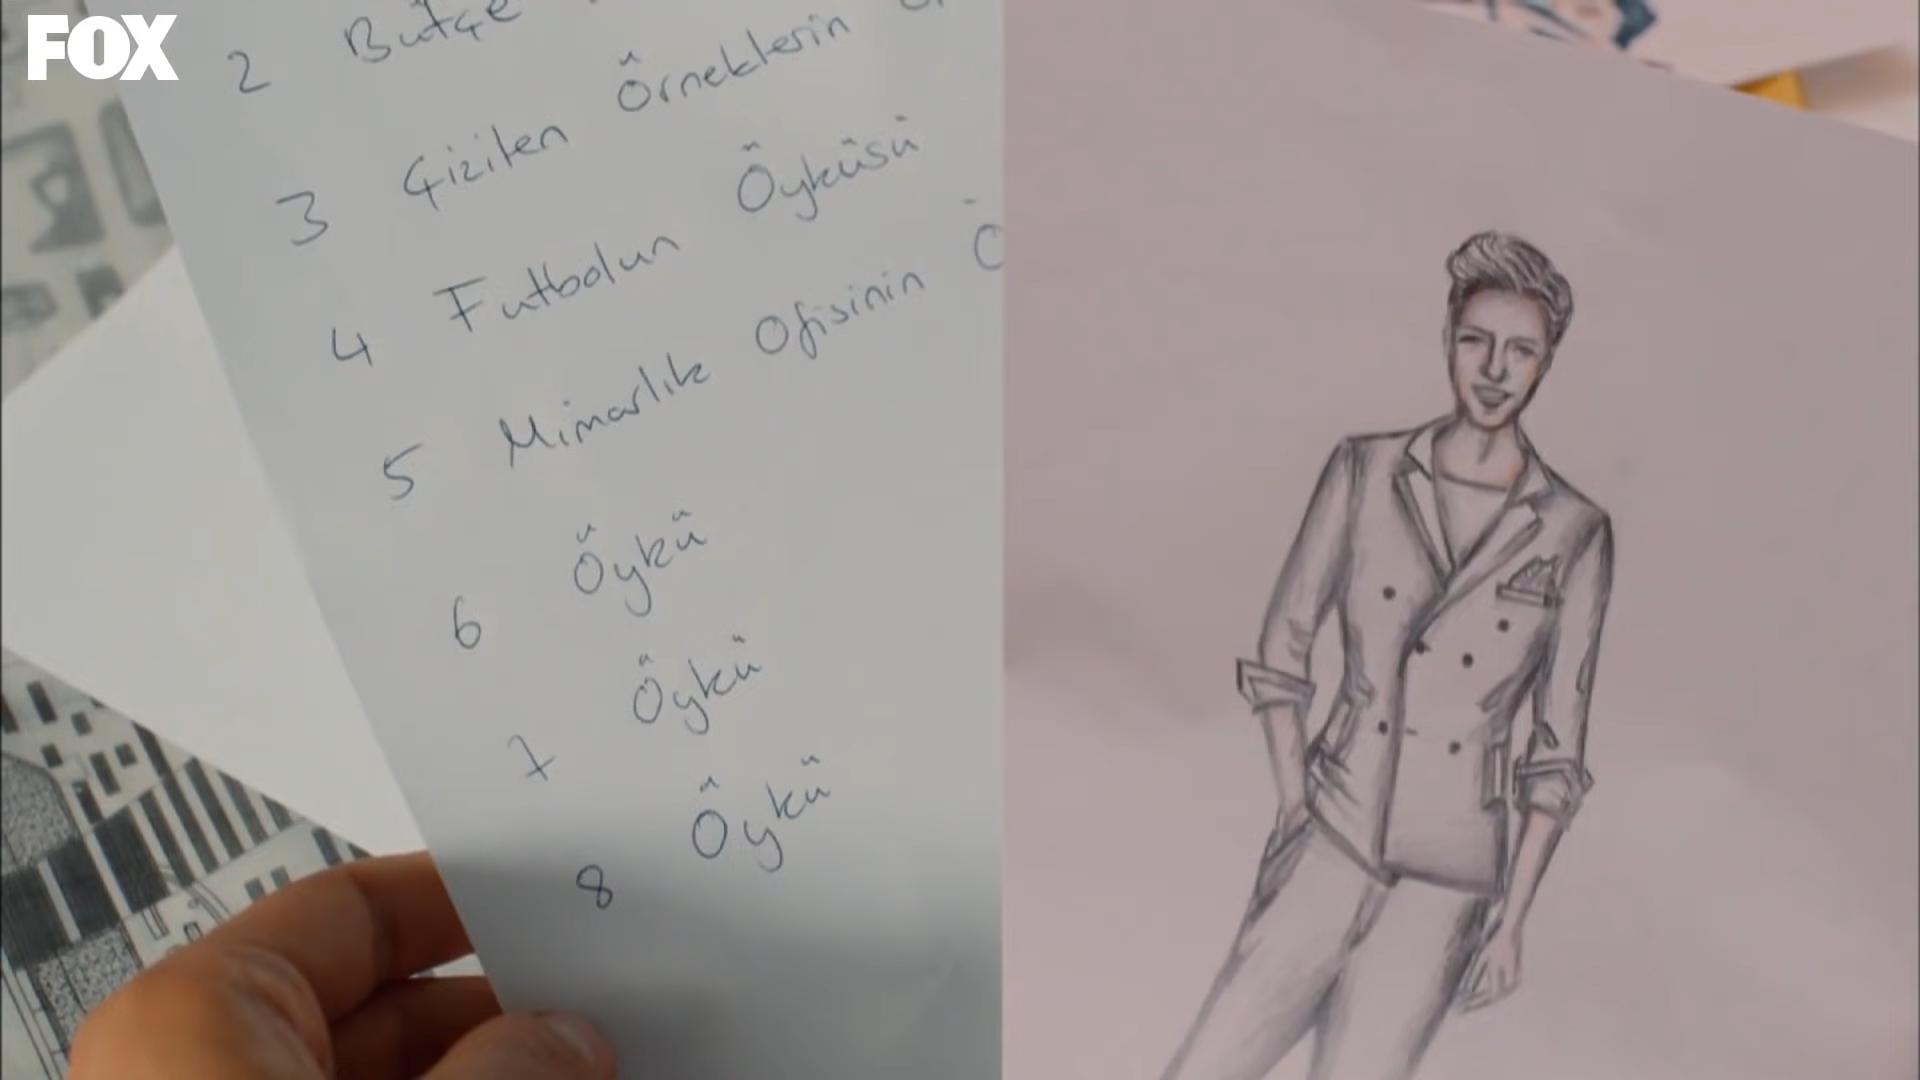 FOX
2 Bütçe
3 Çizilen Örneklerin
4 Futbolun Öyküsü
5 Mimarlık Ofisinin
6 Öykü
7 Öykü
8 Öykü